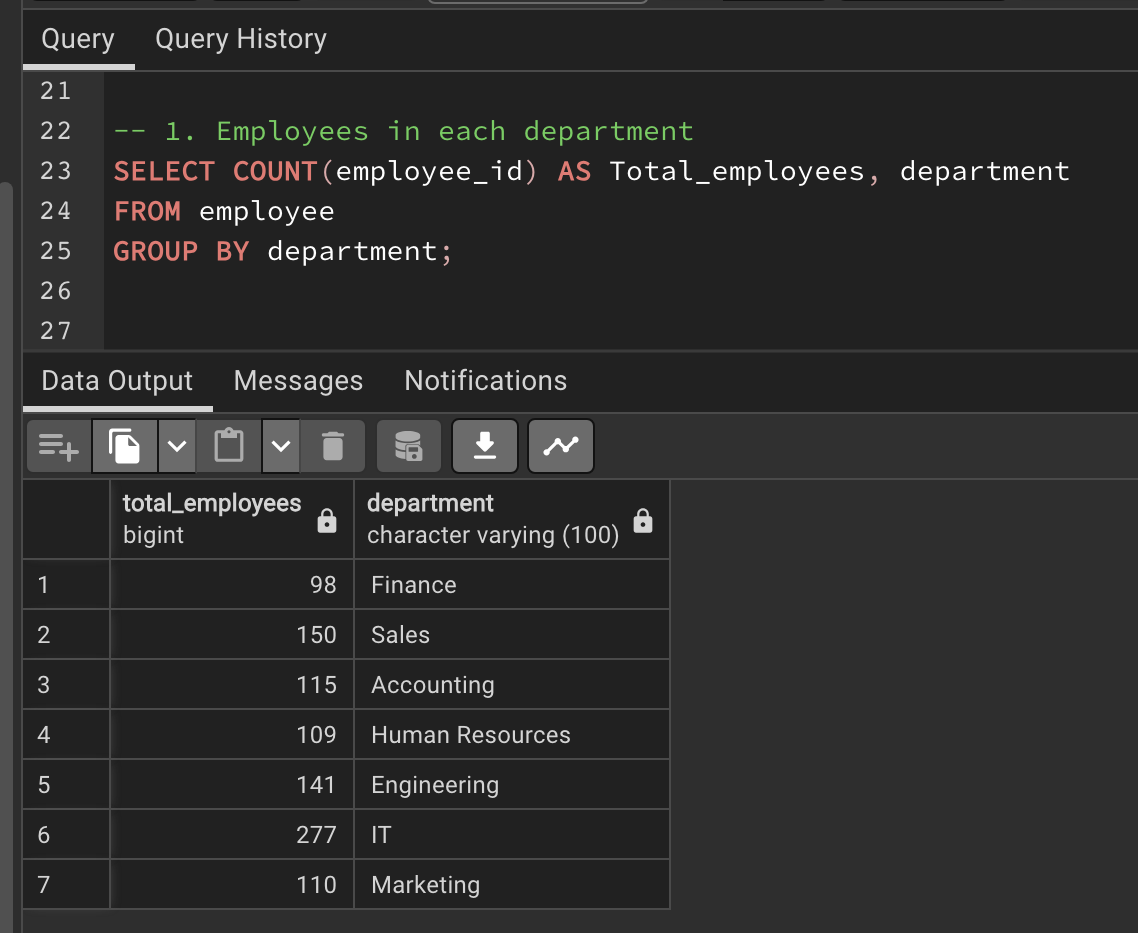 Query Query History
21
22 -- 1. Employees in each department
23 SELECT COUNT(employee_id) AS Total_employees, department
24 FROM employee
25 GROUP BY department;
26
27
Data Output Messages Notifications
total_employees department
bigint character varying (100)
1 98 Finance
2 150 Sales
3 115 Accounting
4 109 Human Resources
5 141 Engineering
6 277 IT
7 110 Marketing